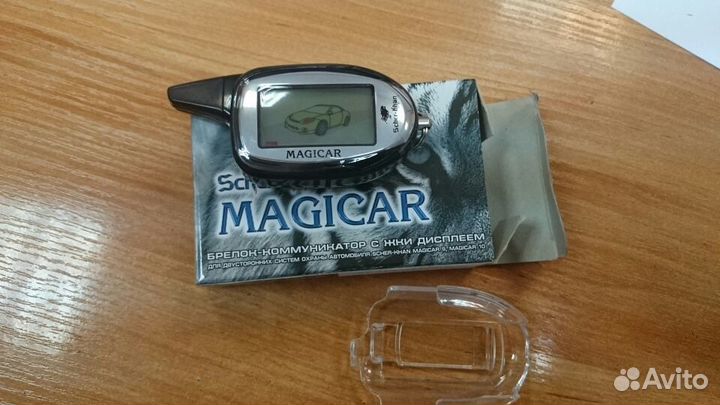 Scher-Khan
MAGICAR
MAGICAR
БРЕЛОК-КОММУНИКАТОР С ЖКИ ДИСПЛЕЕМ
ДЛЯ ДВУСТОРОННИХ СИСТЕМ ОХРАНЫ АВТОМОБИЛЯ SCHER-KHAN MAGICAR 9, MAGICAR 10
Avito